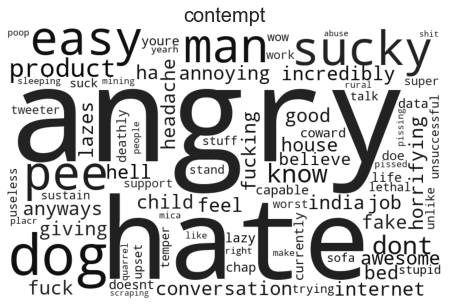 contempt
poop
easy
youre
yearh
man
wow
work
sucky
abuse
shit
product
ha
annoying
incredibly
super
sleeping
mining
suck
headache
rural
talk
tweeter
angry
lazes
deathly
people
stuff
stand
fucking
good
coward
house
believe
data
horrifying
pissing
unsuccessful
pee
hell
know
doe
pissed
life
lethal
useless
sustain
support
capable
child
feel
worst
india
job
unlike
anyways
placr
giving
mica
hate
fake
dog
quarrel
upset
temper
like
lazy
right
chap
currently
make
sofa
dont
awesome
bed
stupid
fuck
doesnt
scraping
conversation
trying
internet